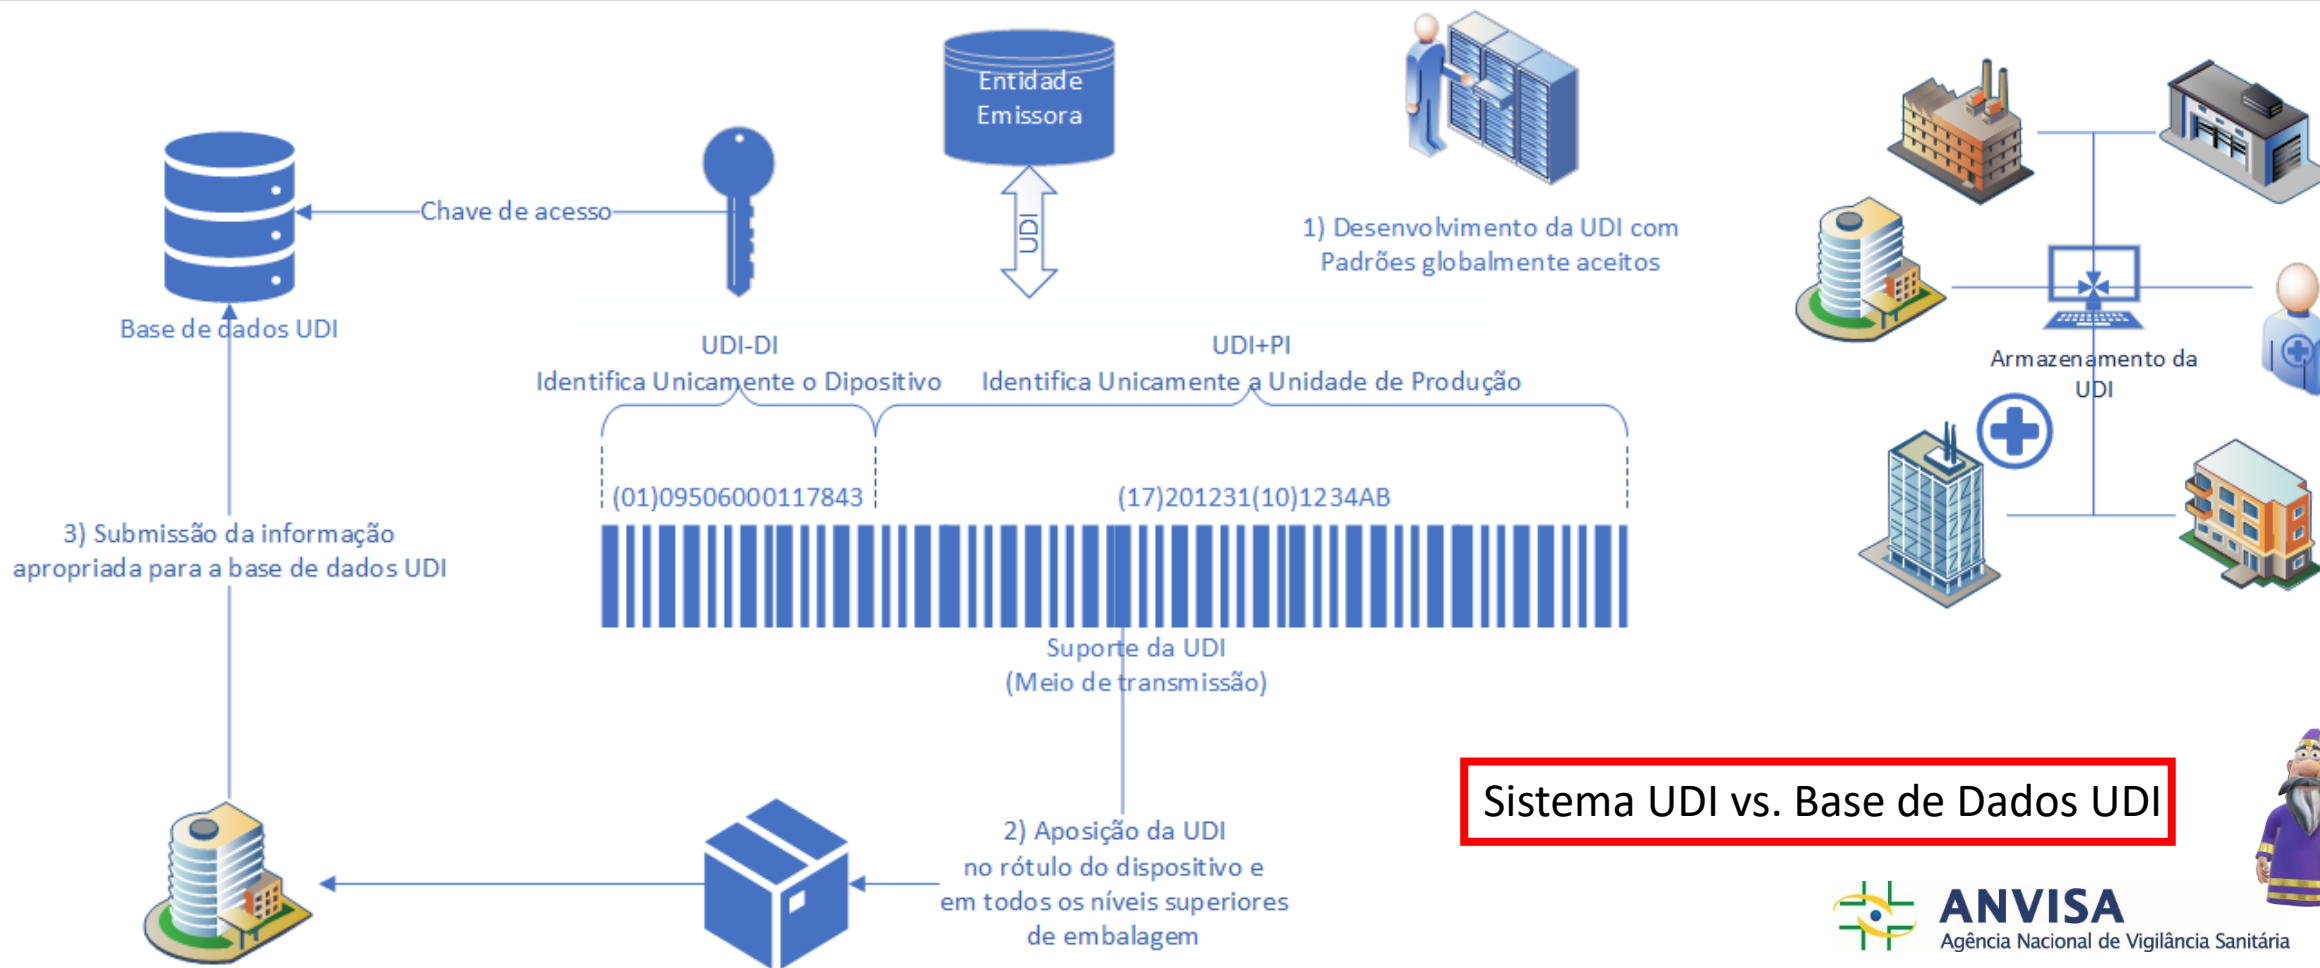 Entidade
Emissora
Chave de acesso
UDI
1) Desenvolvimento da UDI com
Padrões globalmente aceitos
Base de dados UDI
UDI-DI
Identifica Unicamente o Dipositivo
UDI+PI
Identifica Unicamente a Unidade de Produção
Armazenamento da
UDI
(01)09506000117843
(17)201231(10)1234AB
3) Submissão da informação
apropriada para a base de dados UDI
Suporte da UDI
(Meio de transmissão)
2) Aposição da UDI
no rótulo do dispositivo e
em todos os níveis superiores
de embalagem
Sistema UDI vs. Base de Dados UDI
ANVISA
Agência Nacional de Vigilância Sanitária